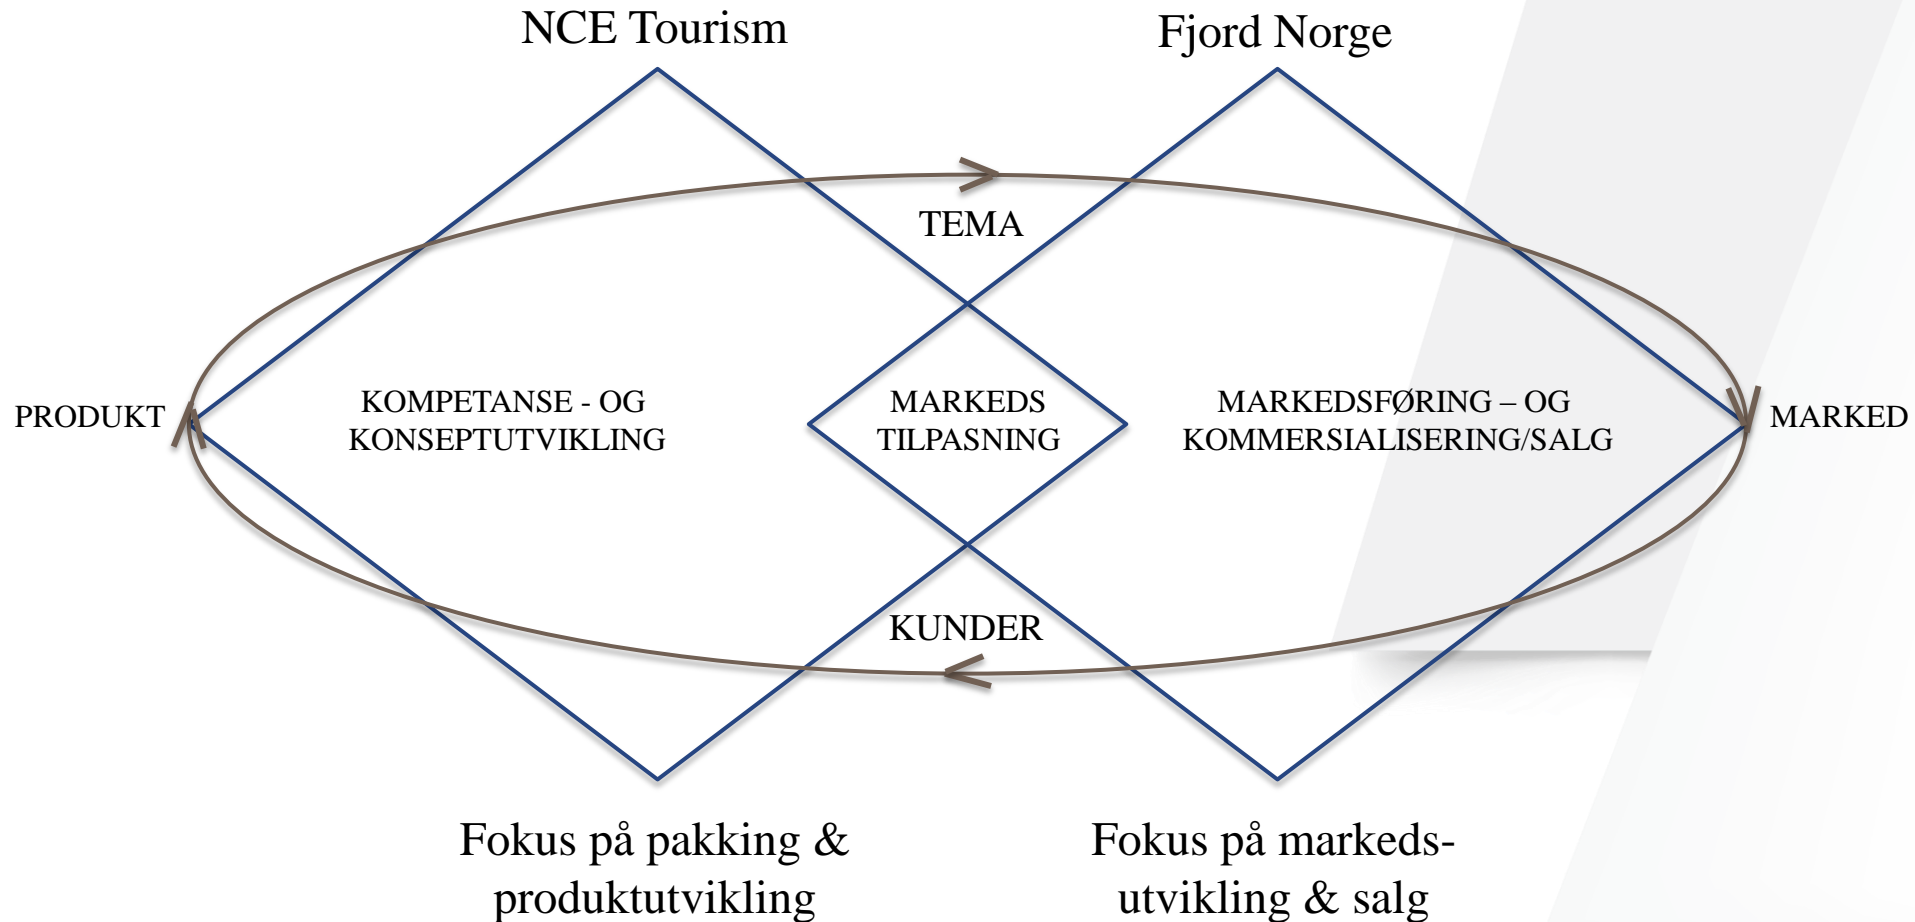 NCE Tourism
Fjord Norge
TEMA
PRODUKT
KOMPETANSE - OG
KONSEPTUTVIKLING
MARKEDS
TILPASNING
MARKEDSFØRING – OG
KOMMERSIALISERING/SALG
MARKED
KUNDER
Fokus på pakking &
produktutvikling
Fokus på markeds-
utvikling & salg